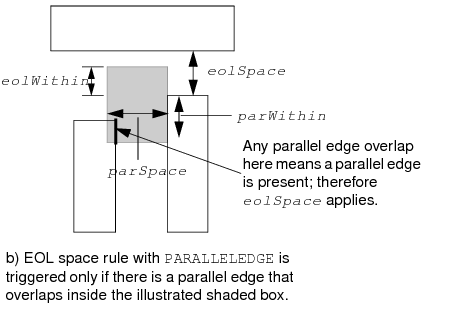 eolWithin
eolSpace
parWithin
parSpace
Any parallel edge overlap
here means a parallel edge
is present; therefore
eolSpace applies.
b) EOL space rule with PARALLELEDGE is
triggered only if there is a parallel edge that
overlaps inside the illustrated shaded box.